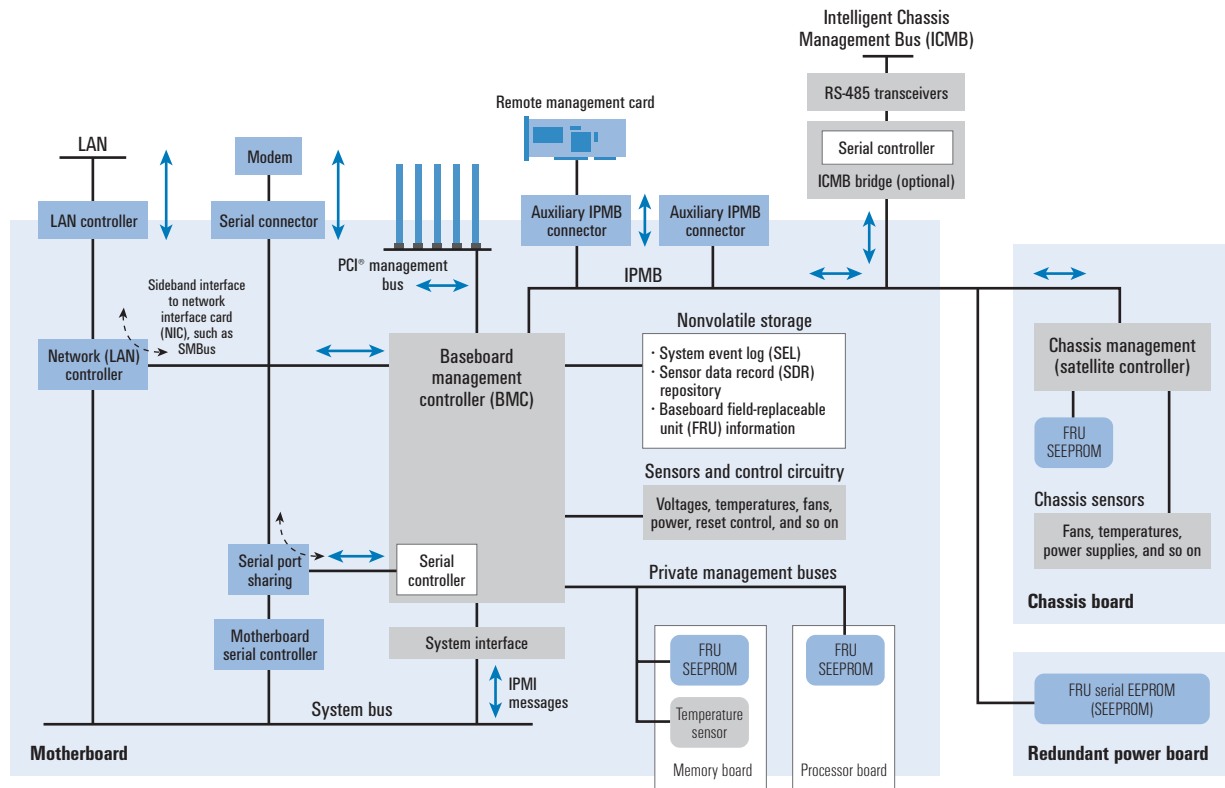 Intelligent Chassis
Management Bus (ICMB)
RS-485 transceivers
Serial controller
ICMB bridge (optional)
Remote management card
LAN
Modem
LAN controller
Serial connector
Auxiliary IPMB
connector
Auxiliary IPMB
connector
PCI® management
bus
IPMB
Sideband interface
to network
interface card
(NIC), such as
SMBus
Network (LAN)
controller
Baseboard
management
controller (BMC)
Nonvolatile storage
· System event log (SEL)
· Sensor data record (SDR)
repository
· Baseboard field-replaceable
unit (FRU) information
Chassis management
(satellite controller)
FRU
SEEPROM
Sensors and control circuitry
Voltages, temperatures, fans,
power, reset control, and so on
Chassis sensors
Fans, temperatures,
power supplies, and so on
Chassis board
Serial port
sharing
Serial
controller
Private management buses
Motherboard
serial controller
System interface
FRU
SEEPROM
FRU
SEEPROM
IPMI
messages
System bus
Temperature
sensor
FRU serial EEPROM
(SEEPROM)
Motherboard
Memory board
Processor board
Redundant power board